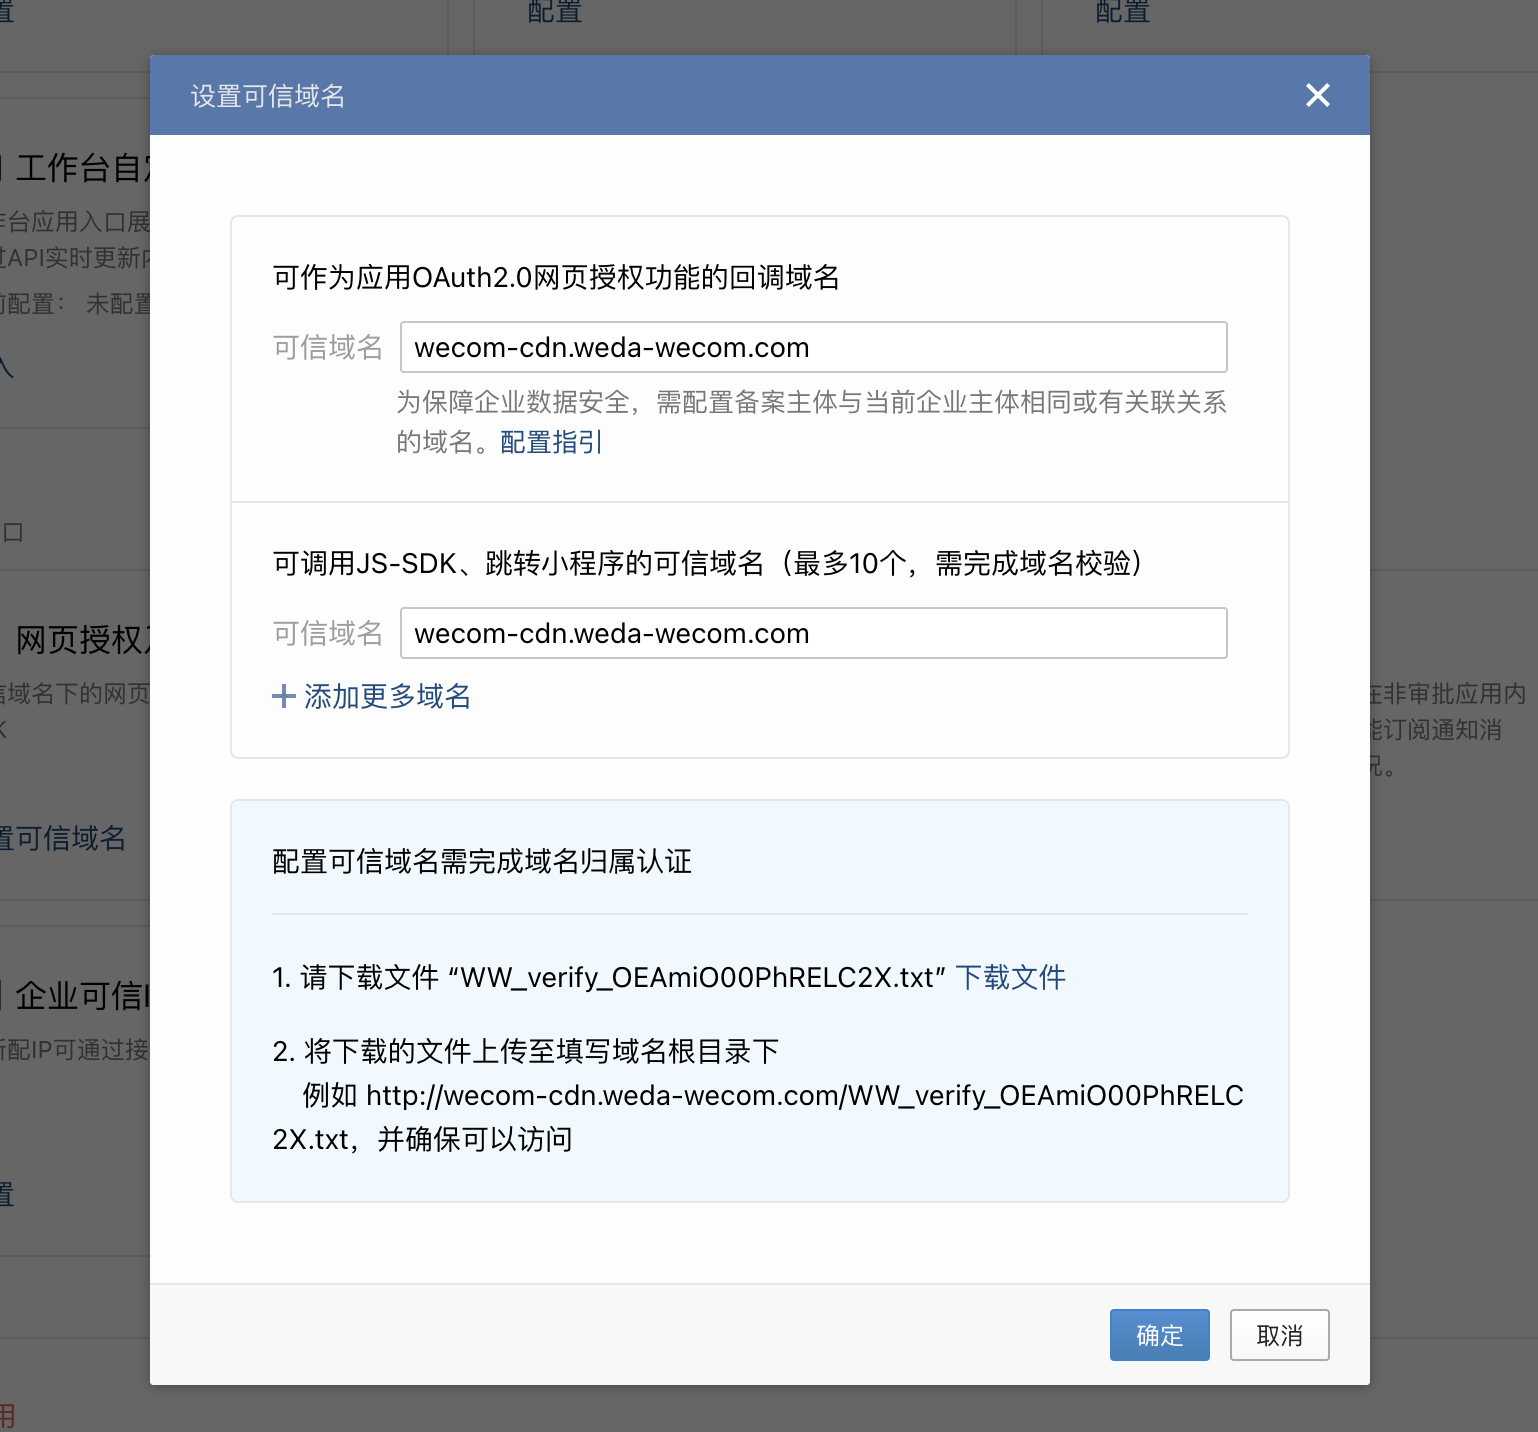 配置
配置
设置可信域名
工作台自
台应用入口展
API实时更新
配置： 未配置
可作为应用OAuth2.0网页授权功能的回调域名
可信域名 wecom-cdn.weda-wecom.com
为保障企业数据安全，需配置备案主体与当前企业主体相同或有关联关系
的域名。配置指引
口
可调用JS-SDK、跳转小程序的可信域名（最多10个，需完成域名校验）
可信域名 wecom-cdn.weda-wecom.com
网页授权
信域名下的网页
K
添加更多域名
在非审批应用内
能订阅通知消
况。
置可信域名
配置可信域名需完成域名归属认证
1. 请下载文件 “WW_verify_OEAmiO00PhRELC2X.txt” 下载文件
企业可信
配IP可通过接
2. 将下载的文件上传至填写域名根目录下
例如 http://wecom-cdn.weda-wecom.com/WW_verify_OEAmiO00PhRELC
2X.txt，并确保可以访问
置
确定
取消
用